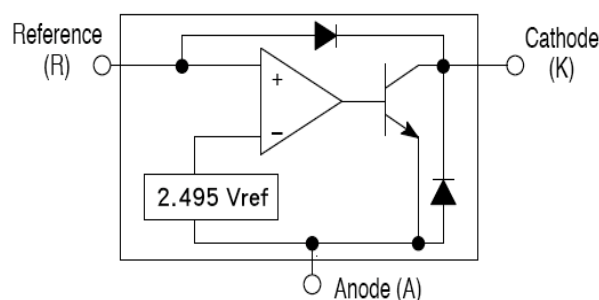 Reference
(R)
Cathode
(K)
+
−
2.495 Vref
Anode (A)